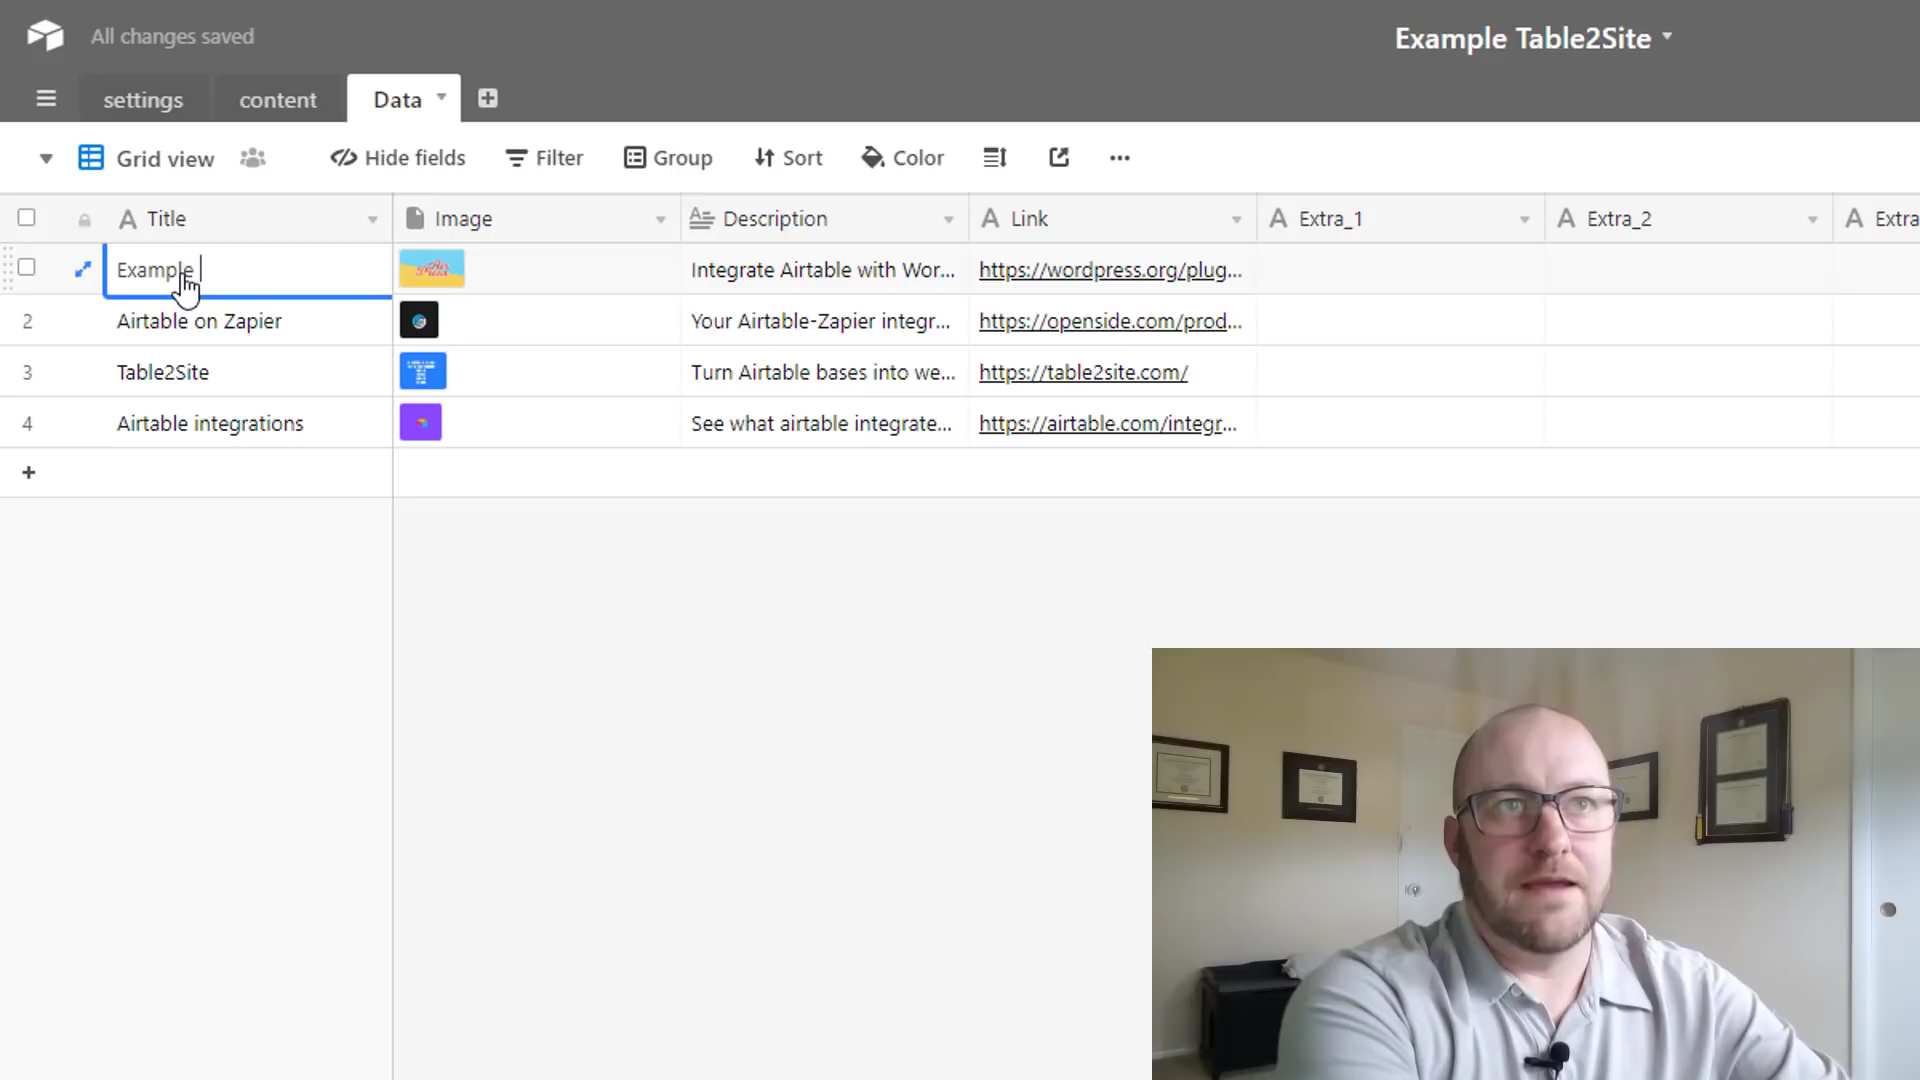 All changes saved
Example Table2Site
settings
content
Data
Grid view
Hide fields
Filter
Group
Sort
Color
Title
Image
Description
Link
Extra_1
Extra_2
Extra
Example
Integrate Airtable with Wor...
https://wordpress.org/plug...
2
Airtable on Zapier
Your Airtable-Zapier integr...
https://openside.com/prod...
3
Table2Site
Turn Airtable bases into we...
https://table2site.com/
4
Airtable integrations
See what airtable integrate...
https://airtable.com/integr...